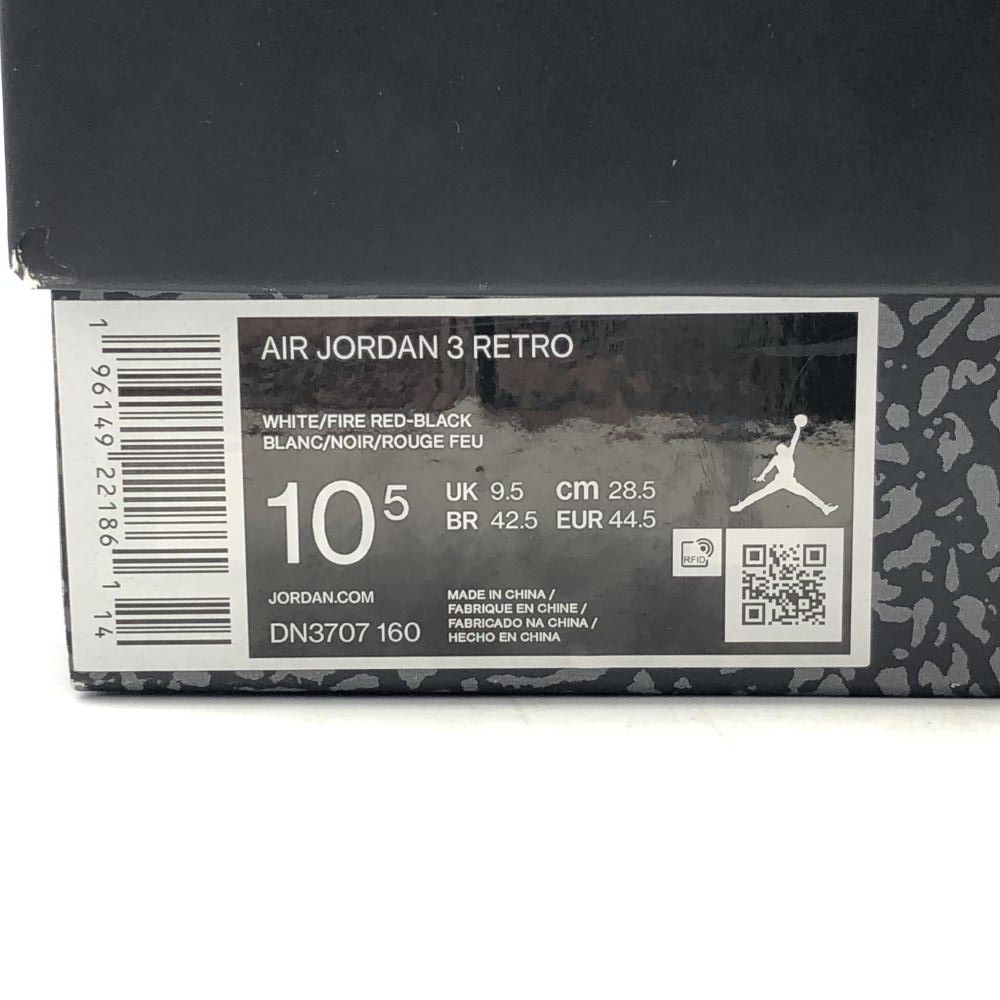 AIR JORDAN 3 RETRO
WHITE/FIRE RED-BLACK
BLANC/NOIR/ROUGE FEU
10 5
UK 9.5 cm 28.5
BR 42.5 EUR 44.5
RFID
JORDAN.COM
DN3707 160
MADE IN CHINA /
FABRIQUE EN CHINE /
FABRICADO NA CHINA /
HECHO EN CHINA
1 96149 22186 1 14